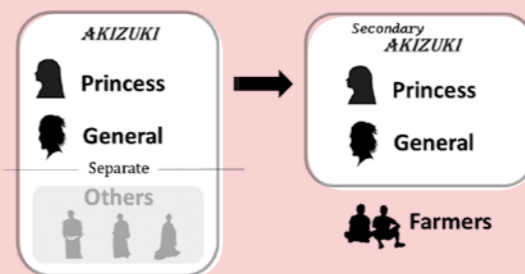 AKIZUKI
Princess
General
Separate
Others
Secondary
AKIZUKI
Princess
General
Farmers